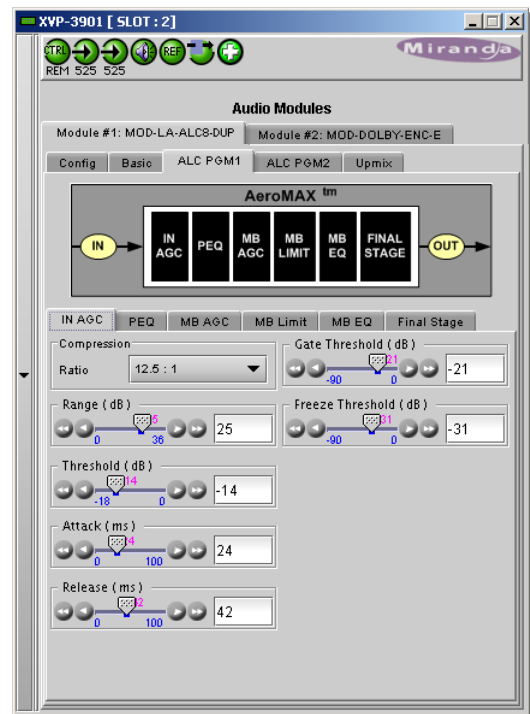 XVP-3901 [ SLOT : 2]
CTRL REF
REM 525 525
Miranda
Audio Modules
Module #1: MOD-LA-ALC8-DUP Module #2: MOD-DOLBY-ENC-E
Config Basic ALC PGM1 ALC PGM2 Upmix
AeroMAX tm
IN
IN AGC
PEQ
MB AGC
MB LIMIT
MB EQ
FINAL STAGE
OUT
IN AGC PEQ MB AGC MB Limit MB EQ Final Stage
Compression
Ratio 12.5 : 1
Gate Threshold ( dB )
21
-90 0
-21
Range ( dB )
5
0 36
25
Freeze Threshold ( dB )
31
-90 0
-31
Threshold ( dB )
14
-18 0
-14
Attack ( ms )
4
0 100
24
Release ( ms )
2
0 100
42